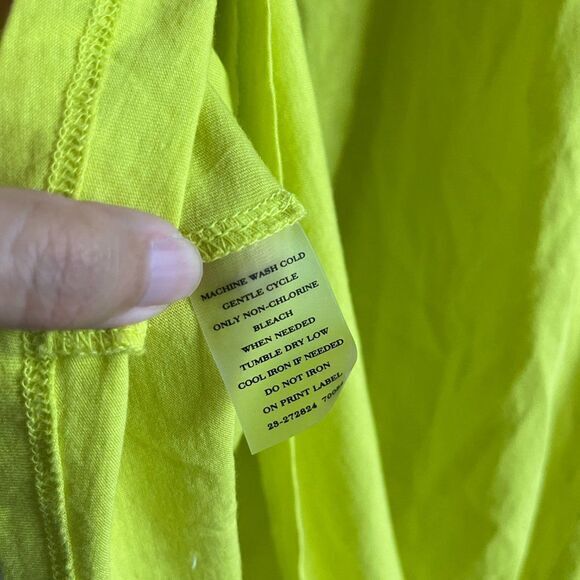 MACHINE WASH COLD
GENTLE CYCLE
ONLY NON-CHLORINE
BLEACH
WHEN NEEDED
TUMBLE DRY LOW
COOL IRON IF NEEDED
DO NOT IRON
ON PRINT LABEL
28-272824